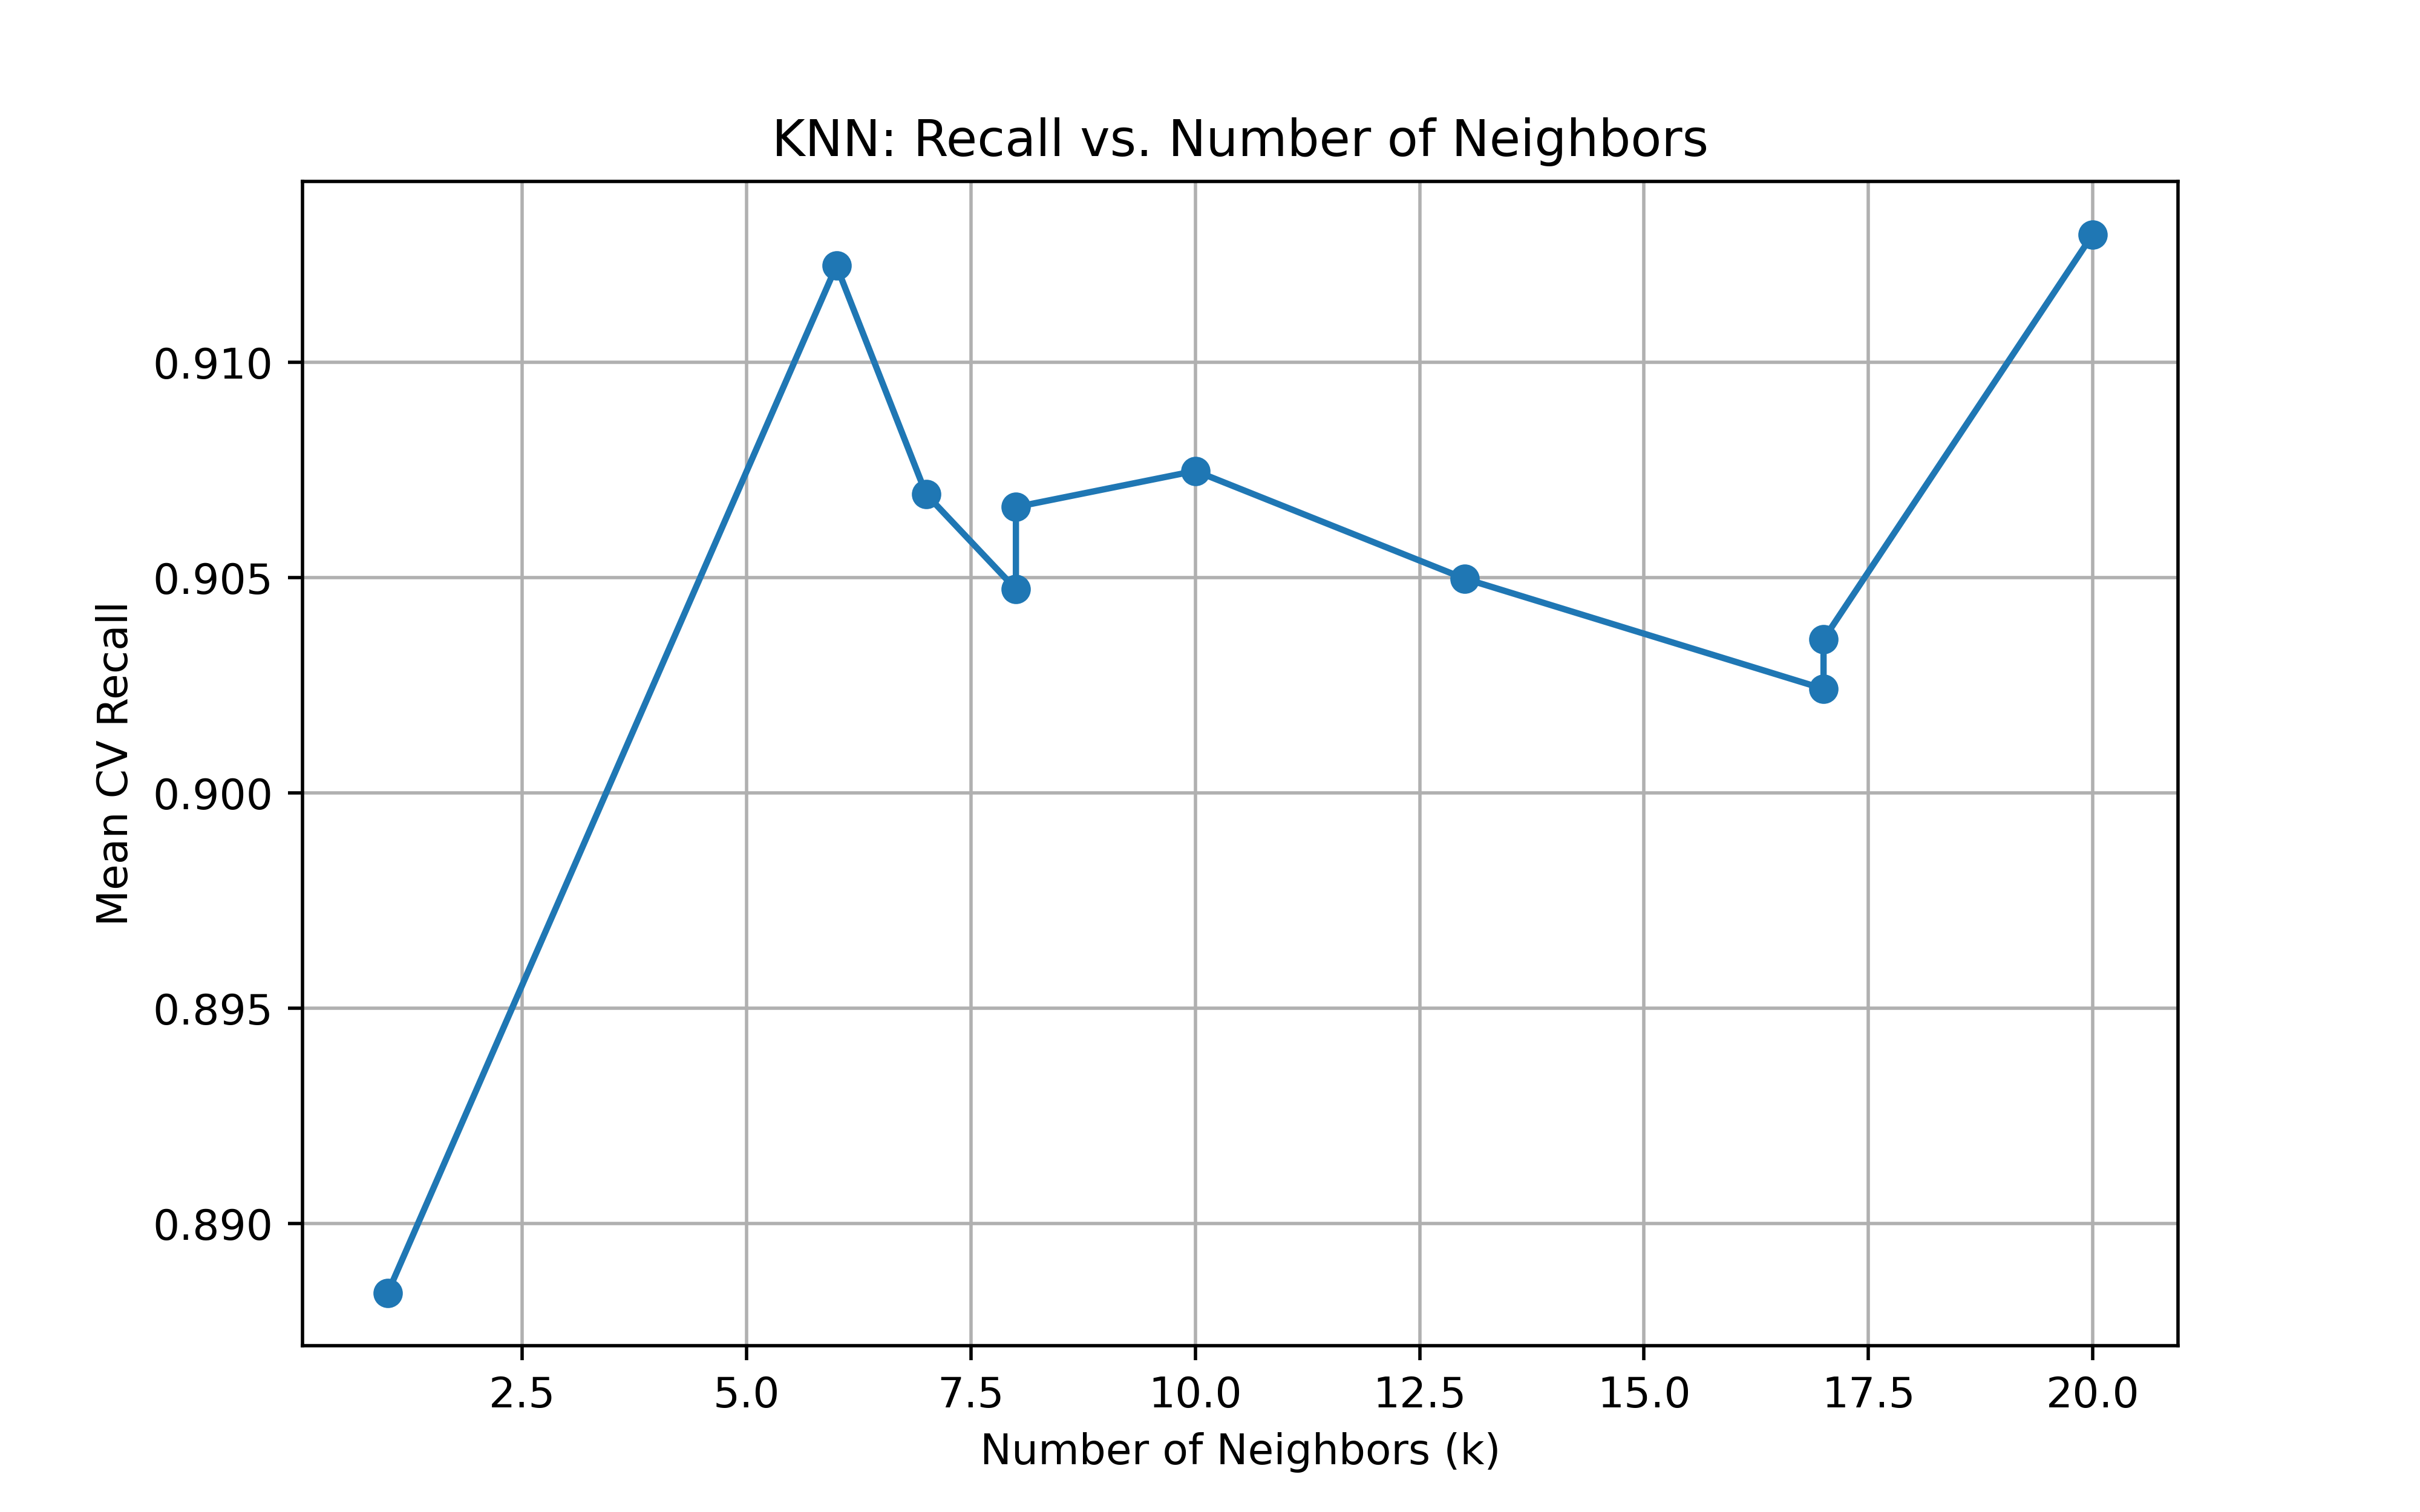 KNN: Recall vs. Number of Neighbors
Mean CV Recall
0.910
0.905
0.900
0.895
0.890
2.5 5.0 7.5 10.0 12.5 15.0 17.5 20.0
Number of Neighbors (k)